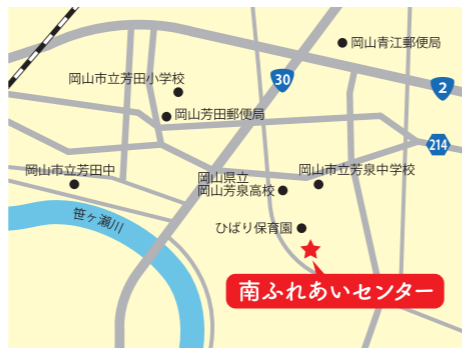 岡山青江郵便局
岡山市立芳田小学校
30
2
岡山芳田郵便局
214
岡山市立芳田中
岡山県立
岡山芳泉高校
岡山市立芳泉中学校
笹ヶ瀬川
ひばり保育園
南ふれあいセンター